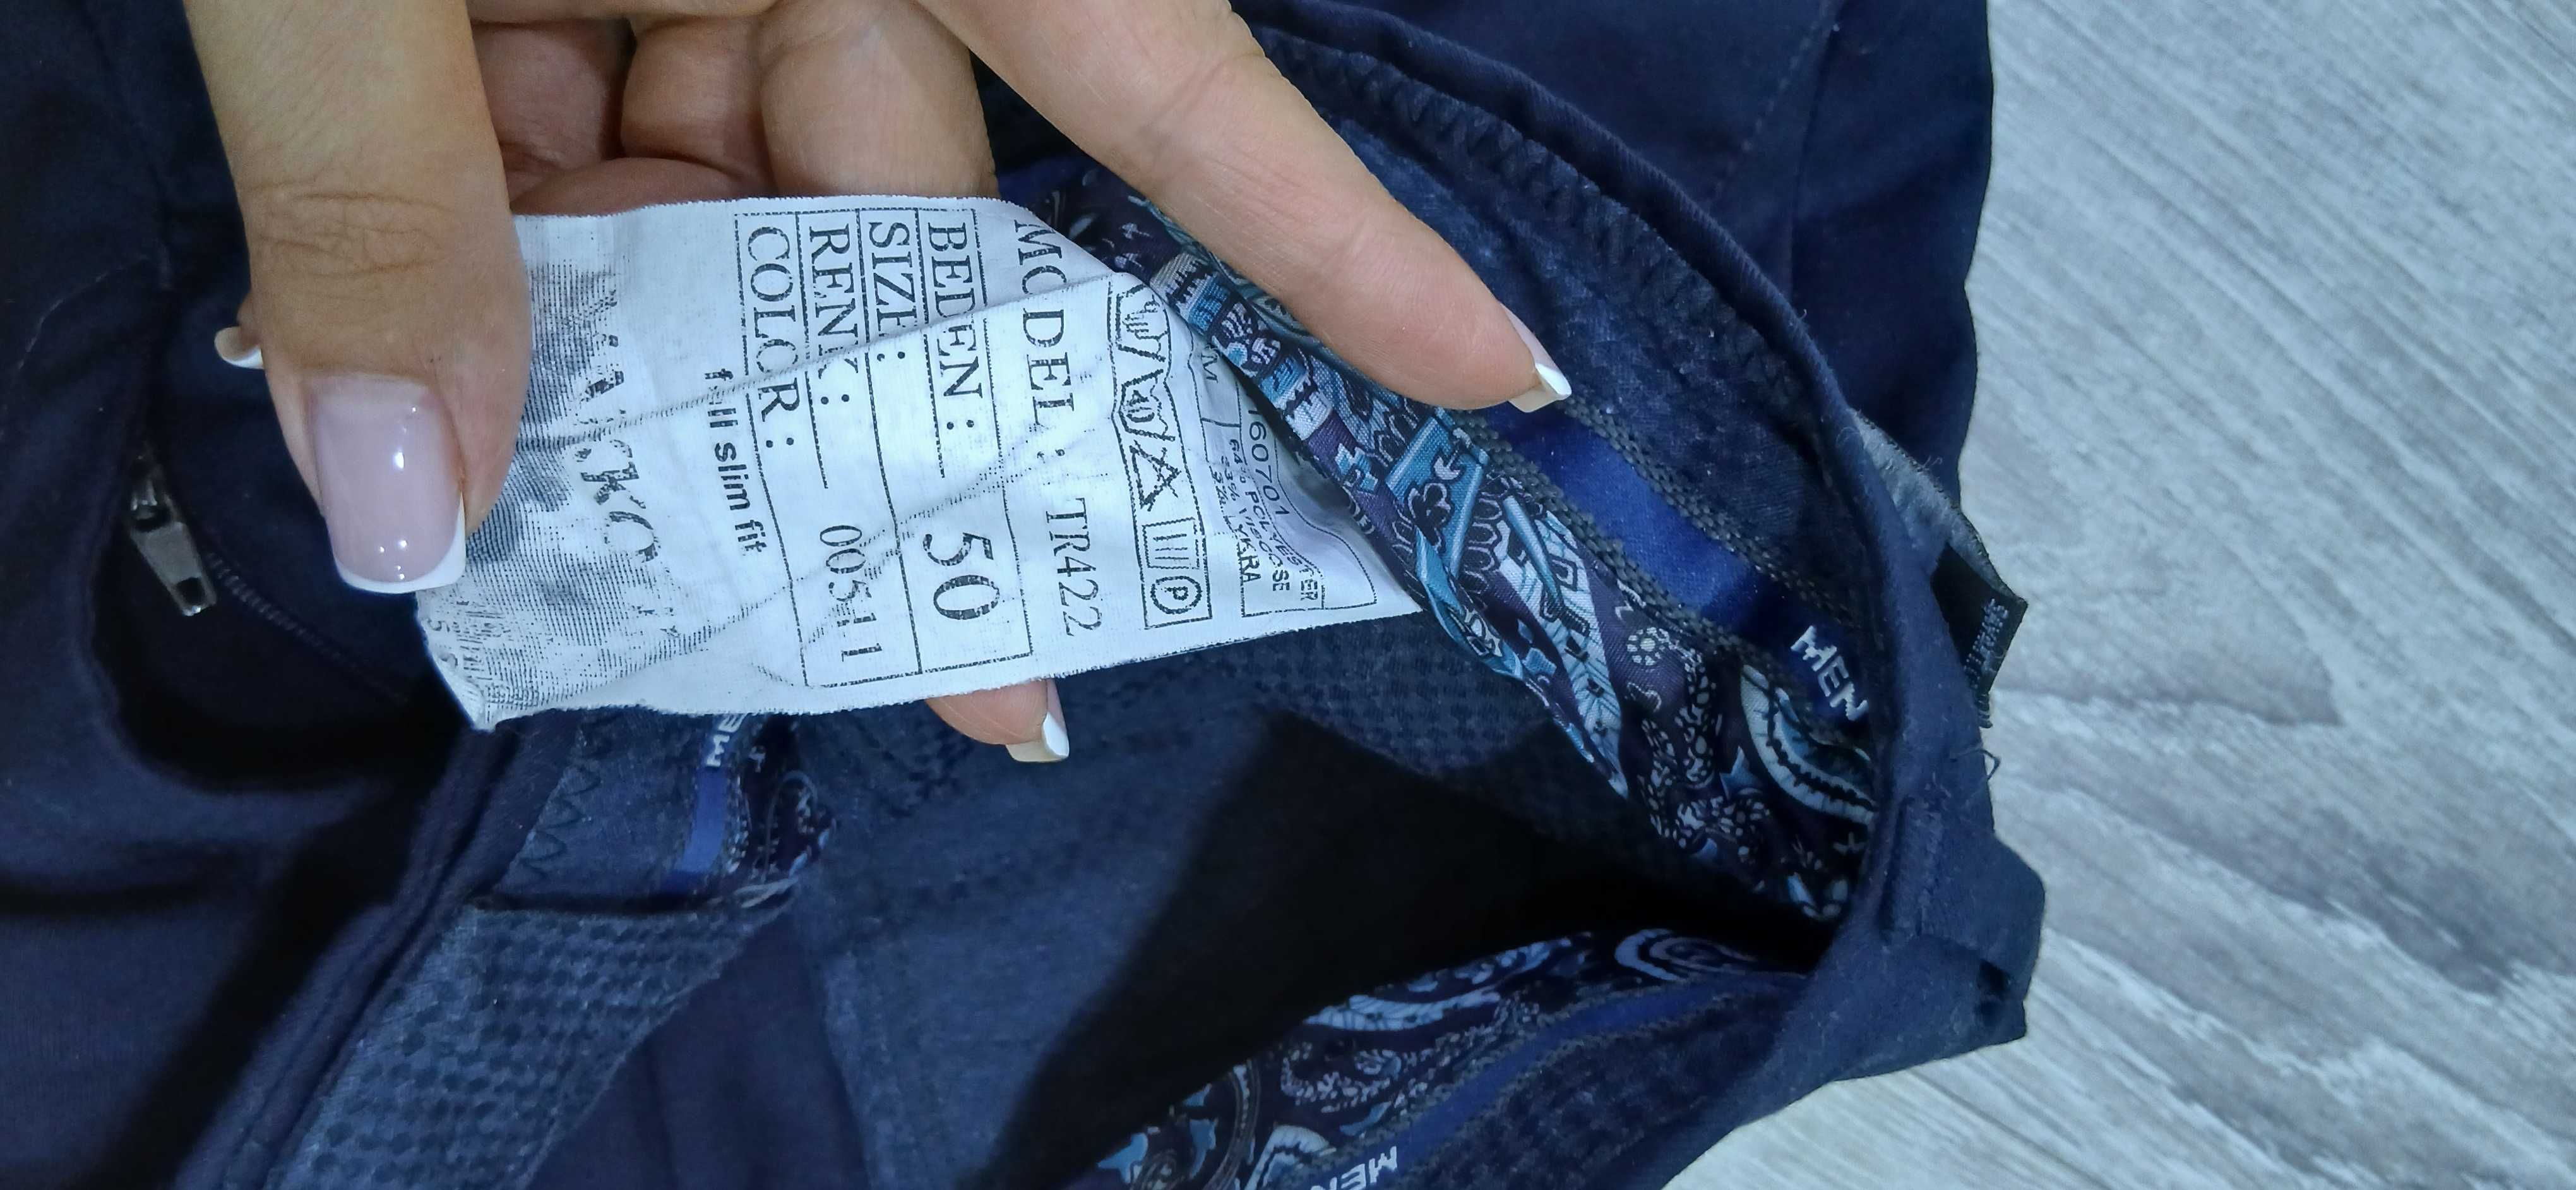 160701
64% POLYESTER
33% VISCOSE
3% LYKRA
M
40
P
MODEL: TR422
BEDEN: 50
SIZE:
RENK: 00511
COLOR:
full slim fit
MEN
MEN